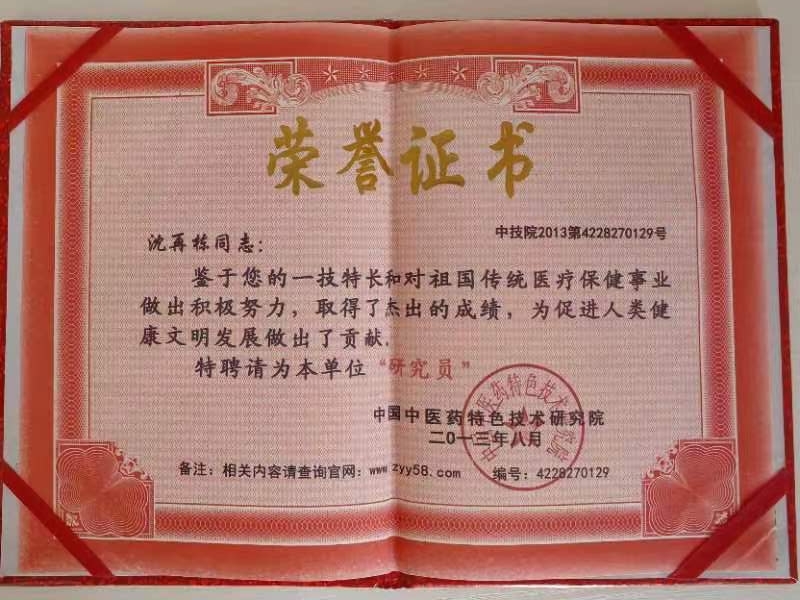 荣誉证书
中技院2013第4228270129号
沈再栋同志：
鉴于您的一技特长和对祖国传统医疗保健事业
做出积极努力，取得了杰出的成绩，为促进人类健
康文明发展做出了贡献.
特聘请为本单位“研究员”
中国中医药特色技术研究院
二0一三年八月
备注：相关内容请查询官网：www.zyy58.com
编号：4228270129